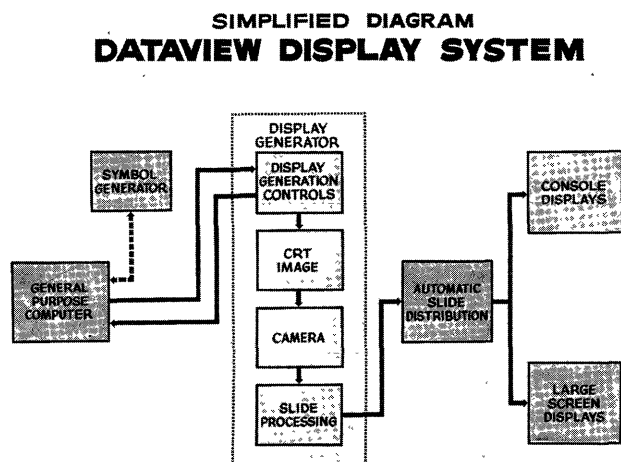 SIMPLIFIED DIAGRAM
DATAVIEW DISPLAY SYSTEM
DISPLAY
GENERATOR
SYMBOL
GENERATOR
DISPLAY
GENERATION
CONTROLS
CONSOLE
DISPLAYS
CRT
IMAGE
GENERAL
PURPOSE
COMPUTER
AUTOMATIC
SLIDE
DISTRIBUTION
CAMERA
SLIDE
PROCESSING
LARGE
SCREEN
DISPLAYS